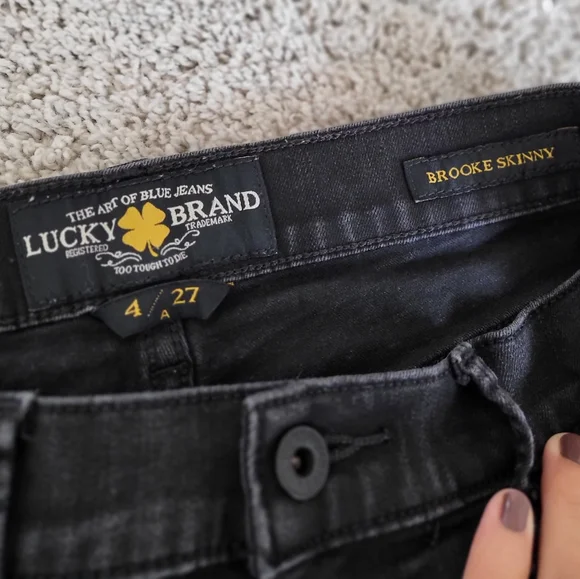 THE ART OF BLUE JEANS
LUCKY BRAND
REGISTERED TRADEMARK
TOO TOUGH TO DIE
4 / 27
A
BROOKE SKINNY